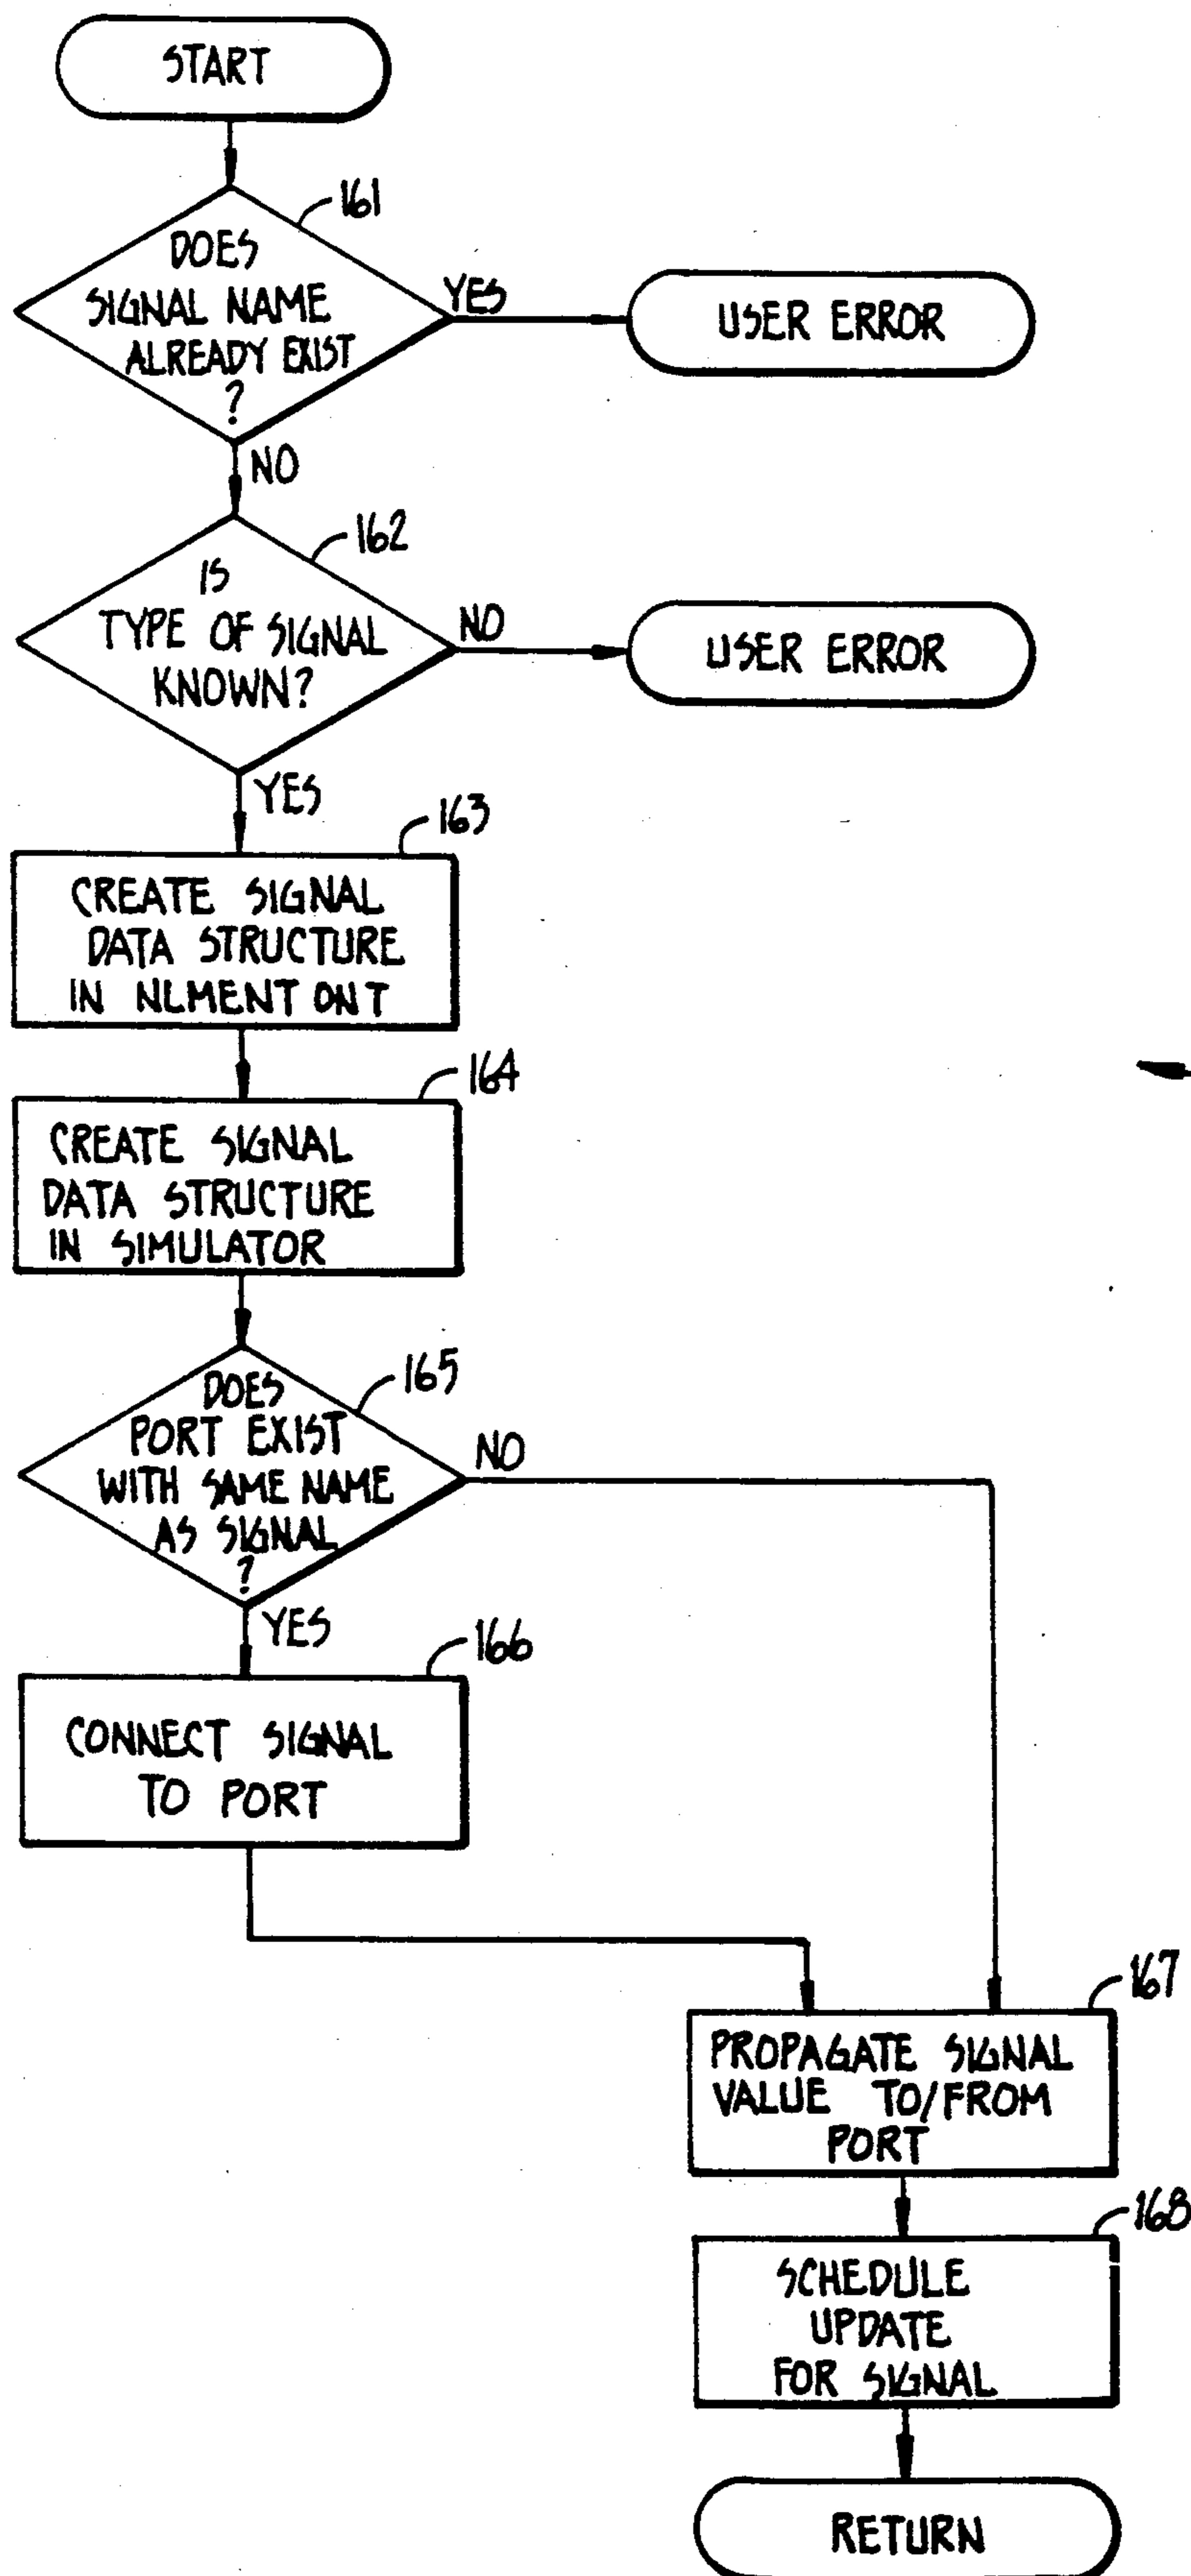 START
161
DOES
SIGNAL NAME
ALREADY EXIST
?
YES
USER ERROR
NO
162
IS
TYPE OF SIGNAL
KNOWN?
NO
USER ERROR
YES
163
CREATE SIGNAL
DATA STRUCTURE
IN NLMENT ONT
164
CREATE SIGNAL
DATA STRUCTURE
IN SIMULATOR
165
DOES
PORT EXIST
WITH SAME NAME
AS SIGNAL
?
NO
YES
166
CONNECT SIGNAL
TO PORT
167
PROPAGATE SIGNAL
VALUE TO/FROM
PORT
168
SCHEDULE
UPDATE
FOR SIGNAL
RETURN